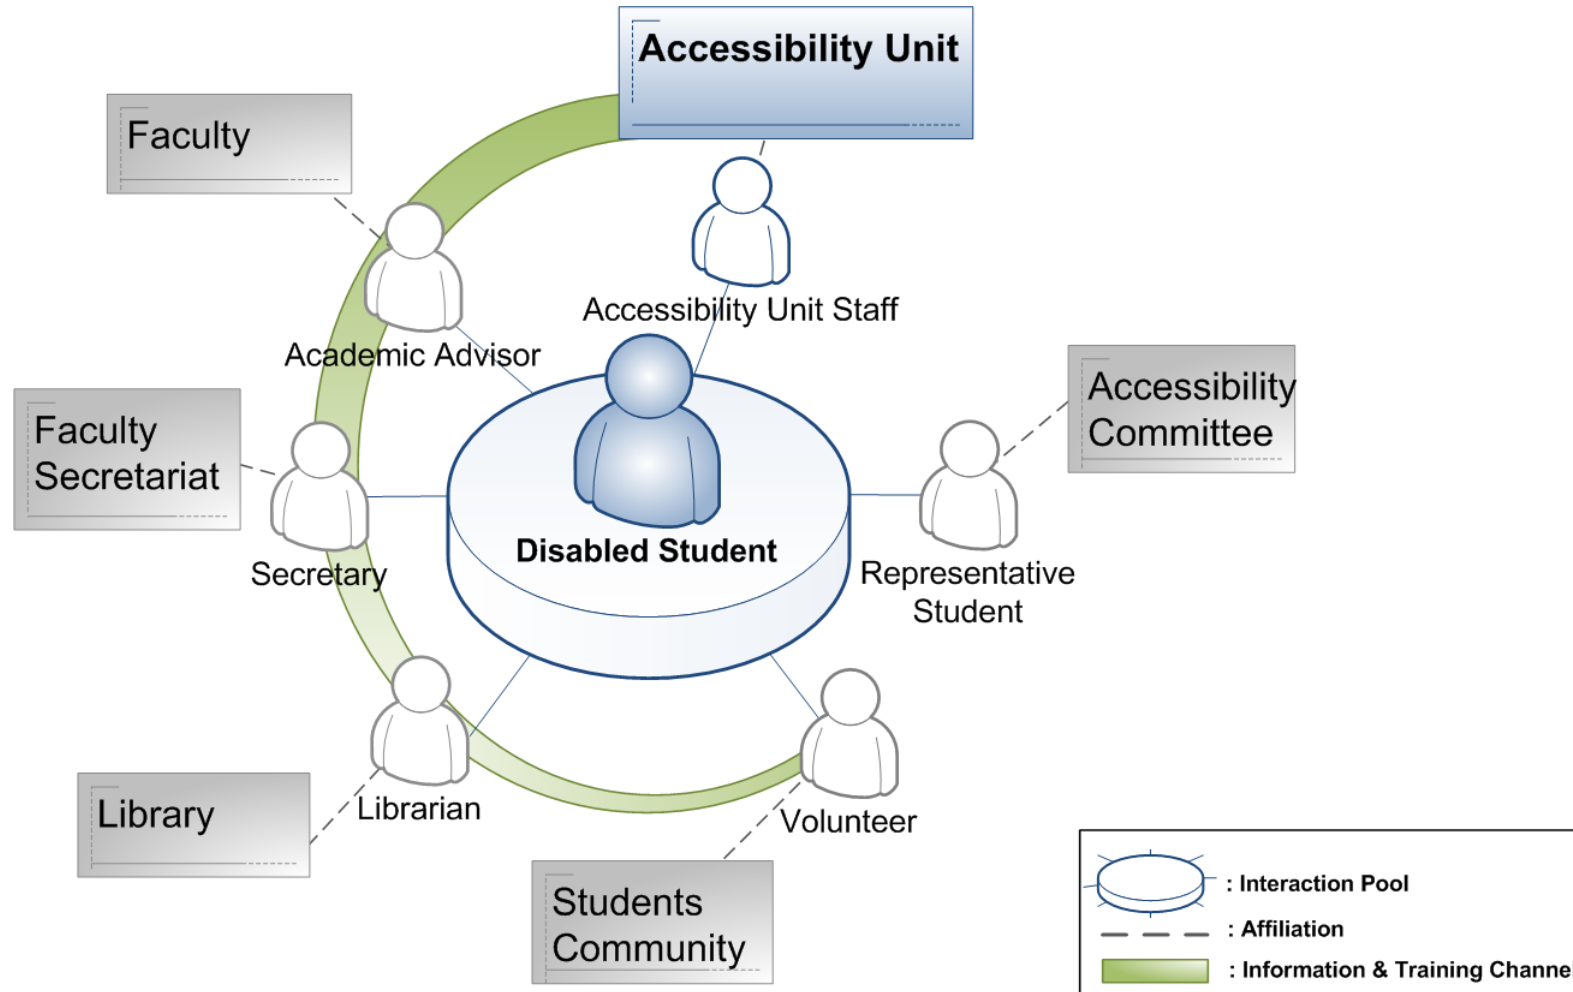 Accessibility Unit
Faculty
Accessibility Unit Staff
Academic Advisor
Accessibility
Committee
Faculty
Secretariat
Disabled Student
Secretary
Representative
Student
Library
Librarian
Volunteer
Students
Community
: Interaction Pool
: Affiliation
: Information & Training Channel